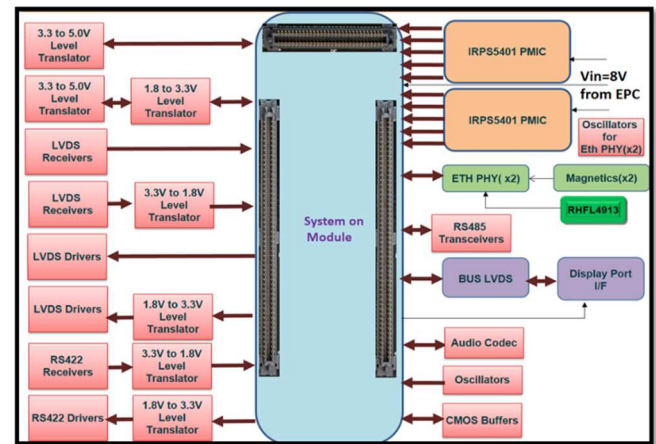 3.3 to 5.0V
Level
Translator
3.3 to 5.0V
Level
Translator
1.8 to 3.3V
Level
Translator
LVDS
Receivers
LVDS
Receivers
3.3V to 1.8V
Level
Translator
LVDS Drivers
LVDS Drivers
1.8V to 3.3V
Level
Translator
RS422
Receivers
3.3V to 1.8V
Level
Translator
RS422 Drivers
1.8V to 3.3V
Level
Translator
System on
Module
IRPS5401 PMIC
Vin=8V
from EPC
IRPS5401 PMIC
Oscillators
for
Eth PHY(x2)
ETH PHY( x2)
Magnetics(x2)
RHFL4913
RS485
Transceivers
BUS LVDS
Display Port
I/F
Audio Codec
Oscillators
CMOS Buffers